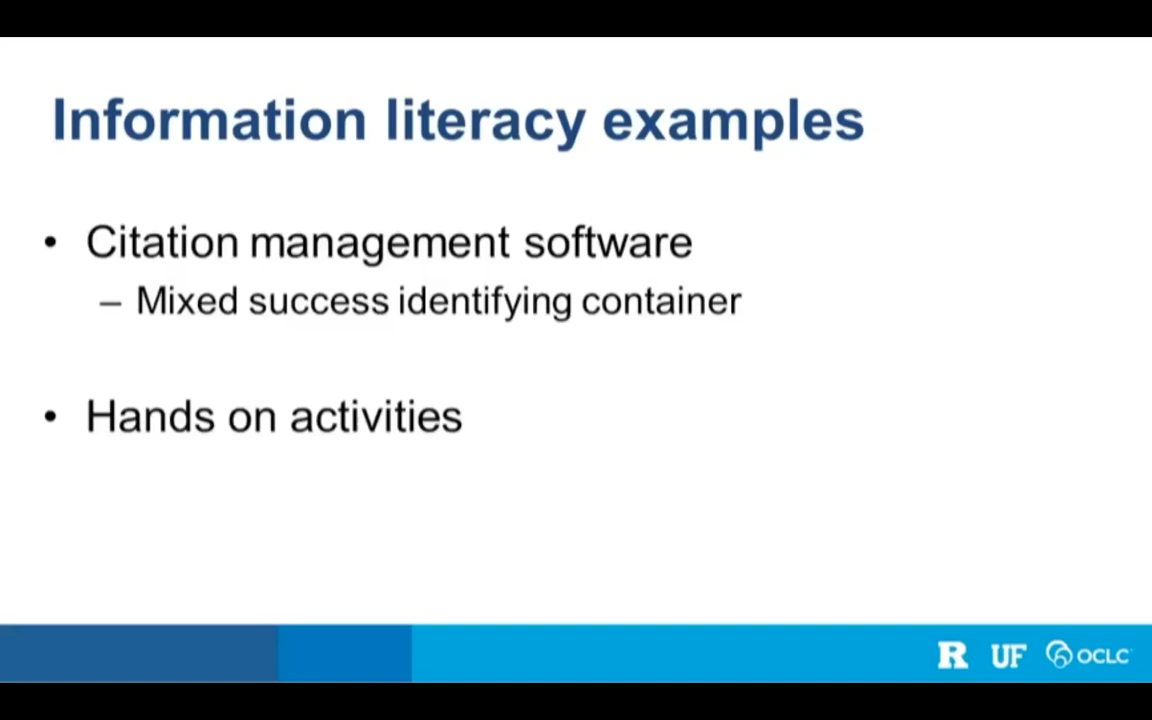 Information literacy examples
• Citation management software
– Mixed success identifying container
• Hands on activities
R UF OCLC